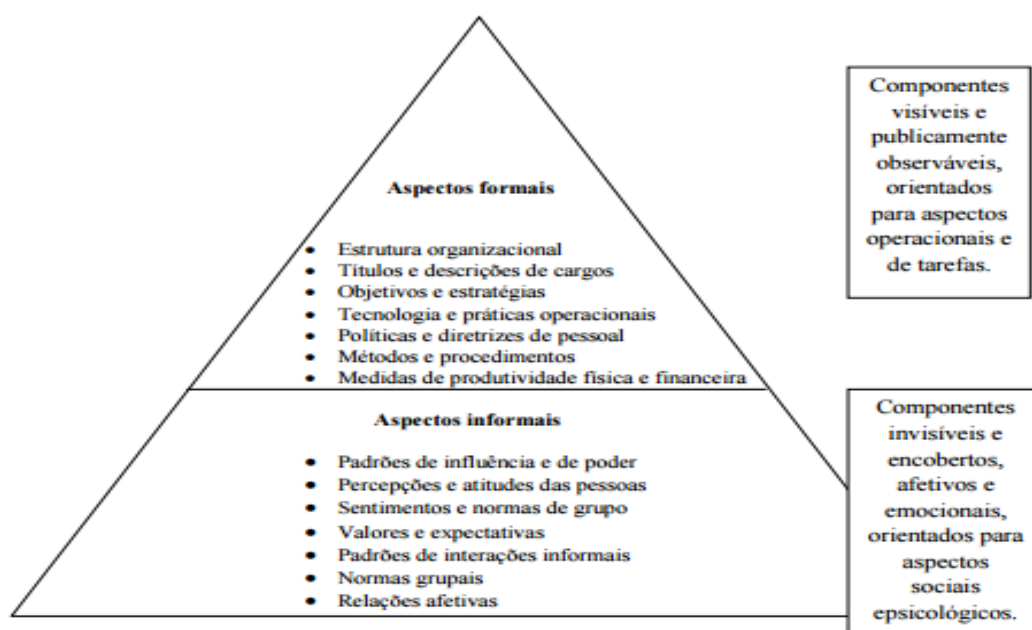 Aspectos formais
• Estrutura organizacional
• Títulos e descrições de cargos
• Objetivos e estratégias
• Tecnologia e práticas operacionais
• Políticas e diretrizes de pessoal
• Métodos e procedimentos
• Medidas de produtividade física e financeira
Componentes
visíveis e
publicamente
observáveis,
orientados
para aspectos
operacionais e
de tarefas.
Aspectos informais
• Padrões de influência e de poder
• Percepções e atitudes das pessoas
• Sentimentos e normas de grupo
• Valores e expectativas
• Padrões de interações informais
• Normas grupais
• Relações afetivas
Componentes
invisíveis e
encobertos,
afetivos e
emocionais,
orientados para
aspectos
sociais
epsicológicos.